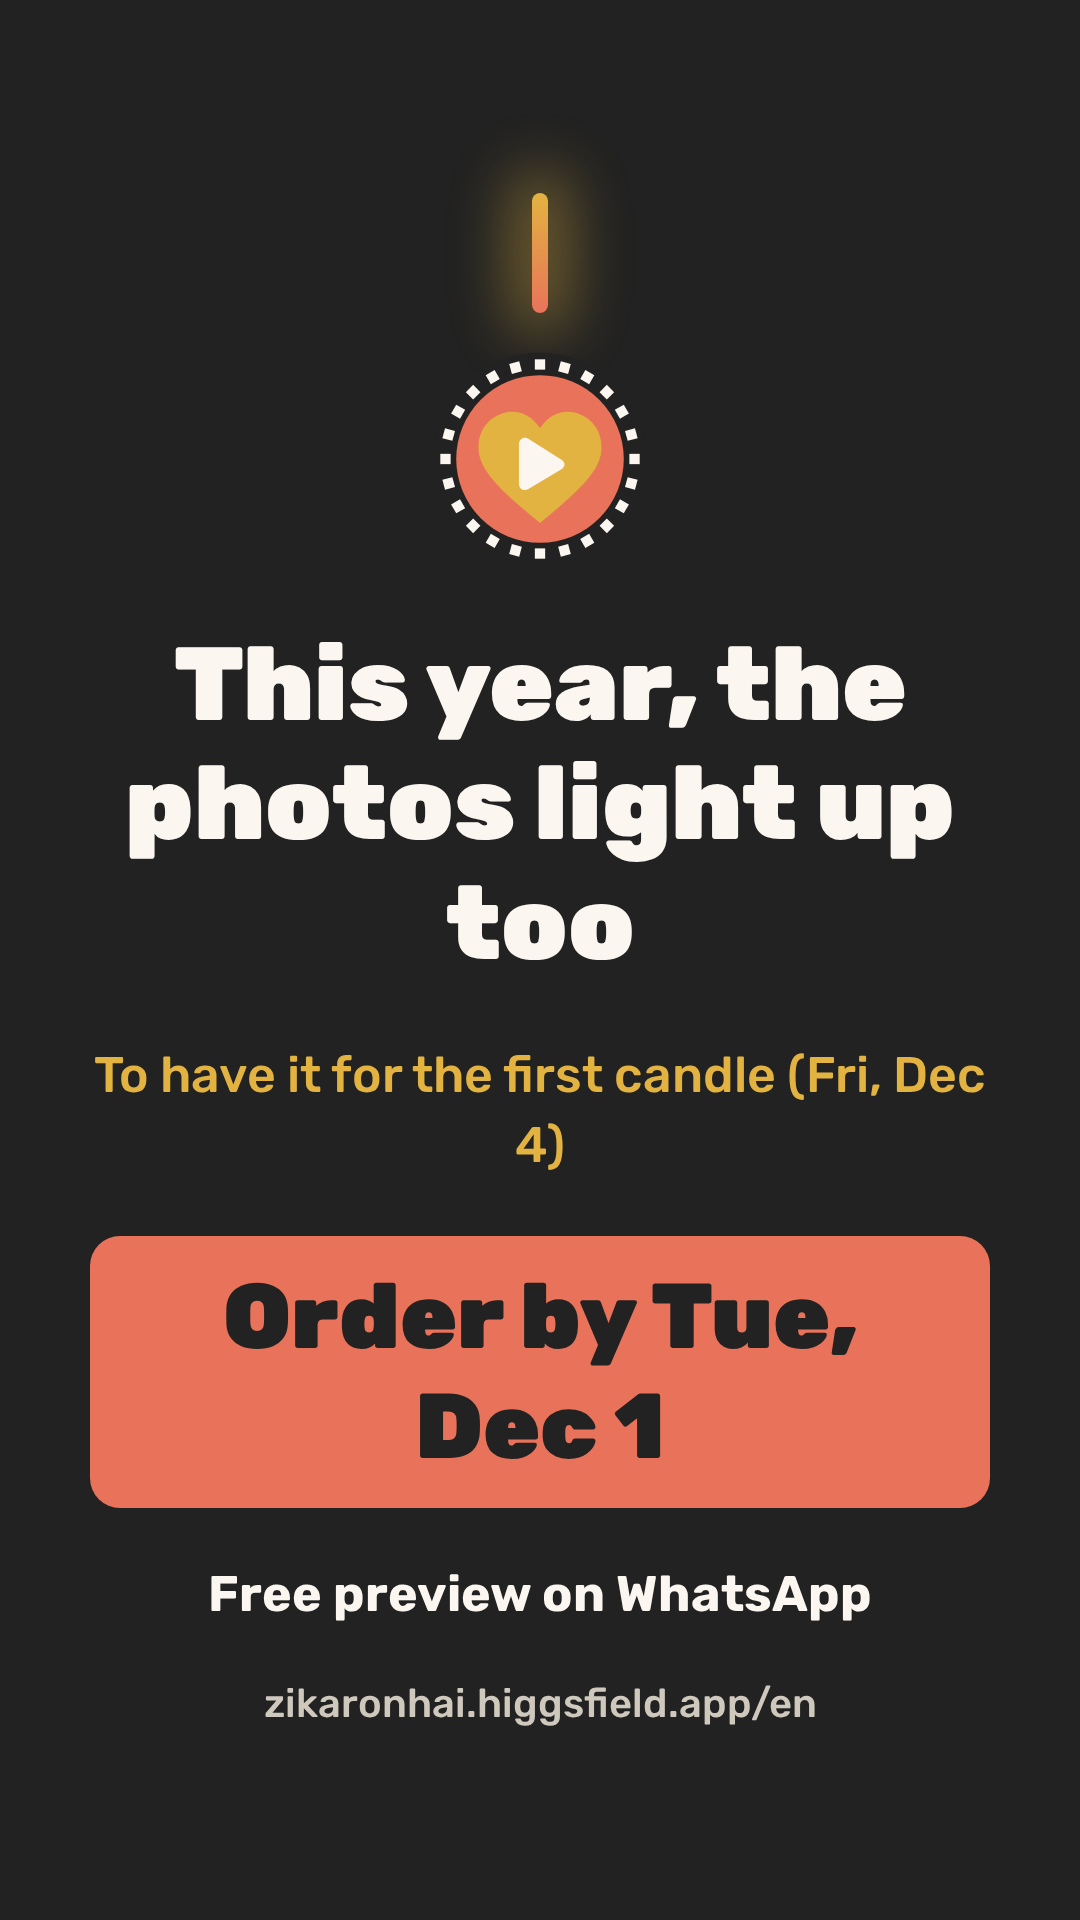 This year, the
photos light up
too
To have it for the first candle (Fri, Dec
4)
Order by Tue,
Dec 1
Free preview on WhatsApp
zikaronhai.higgsfield.app/en